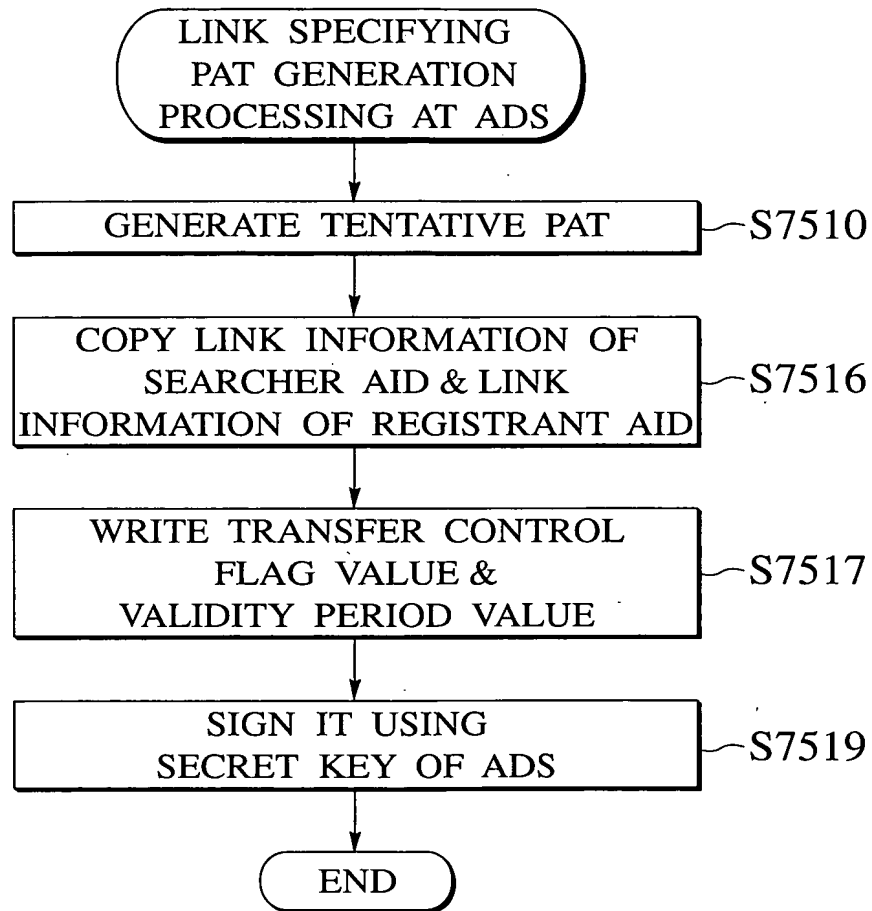 LINK SPECIFYING
PAT GENERATION
PROCESSING AT ADS
GENERATE TENTATIVE PAT
S7510
COPY LINK INFORMATION OF
SEARCHER AID & LINK
INFORMATION OF REGISTRANT AID
S7516
WRITE TRANSFER CONTROL
FLAG VALUE &
VALIDITY PERIOD VALUE
S7517
SIGN IT USING
SECRET KEY OF ADS
S7519
END